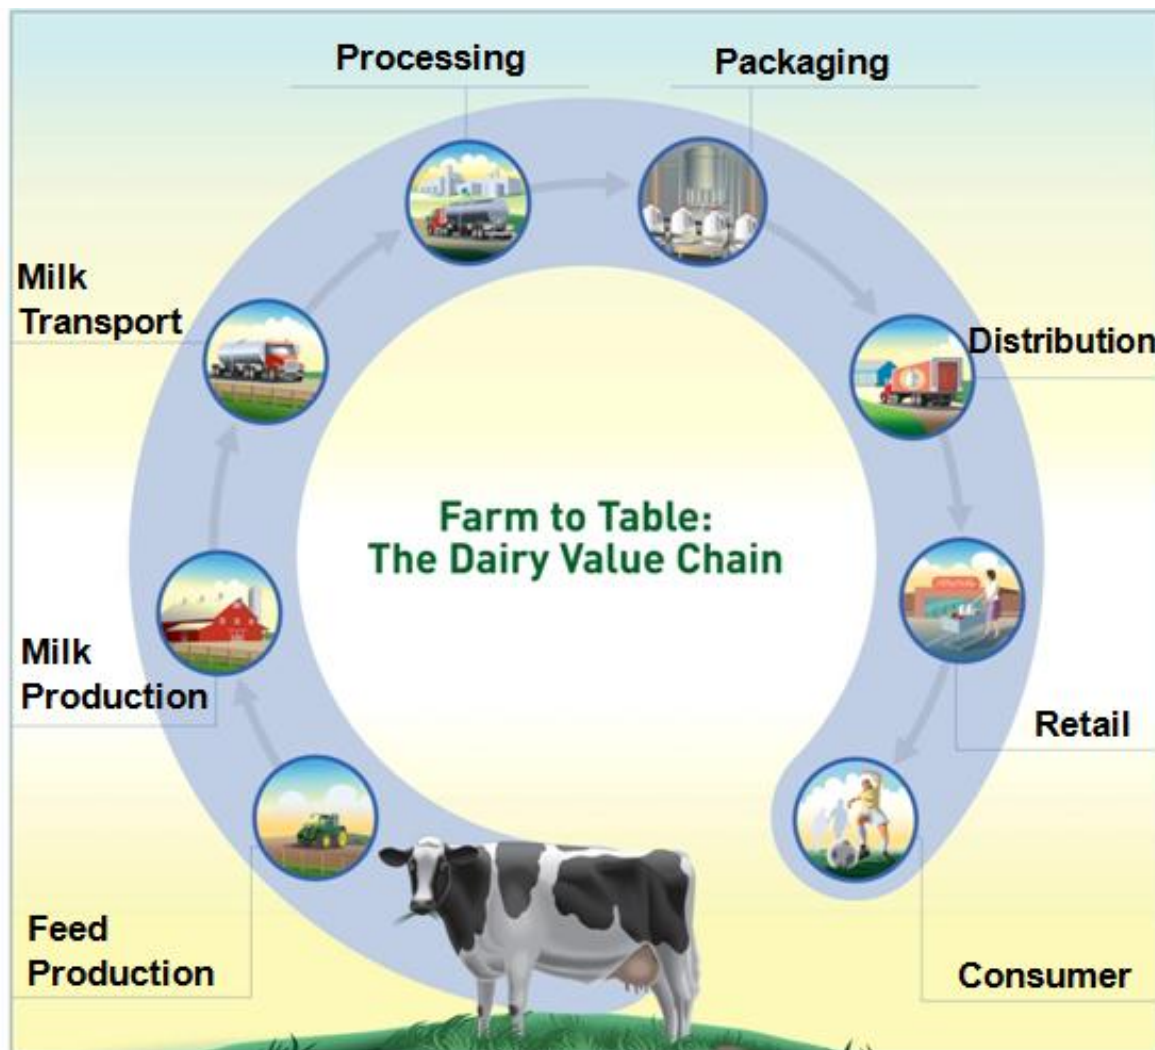 Processing
Packaging
Milk
Transport
Distribution
Farm to Table:
The Dairy Value Chain
Milk
Production
Retail
Feed
Production
Consumer